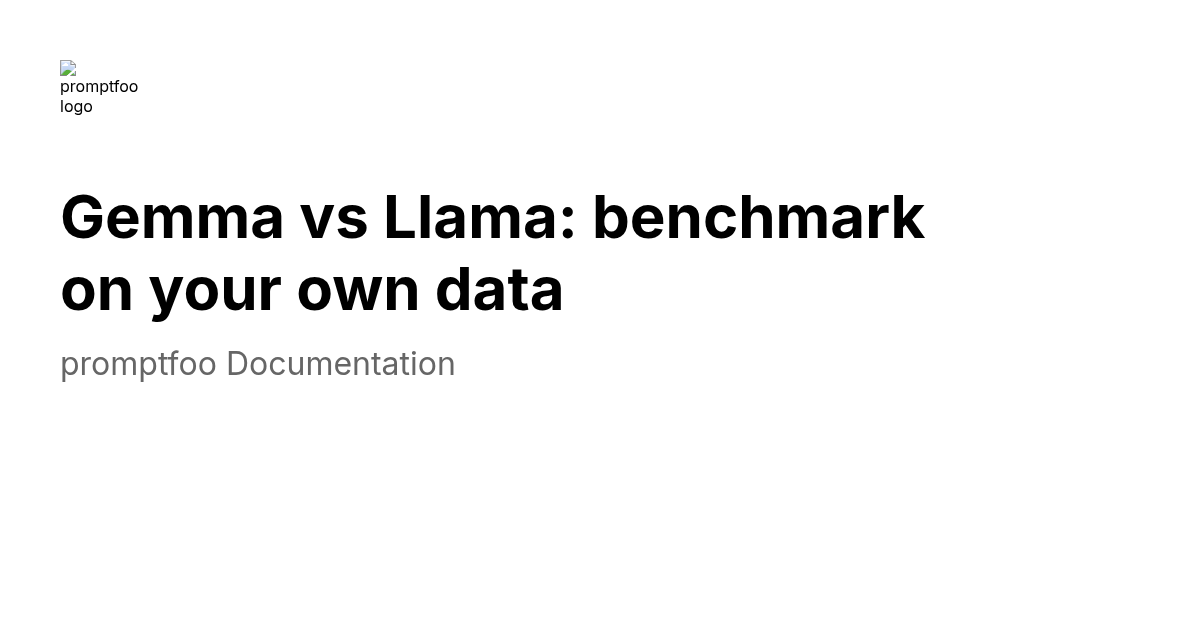 promptfoo
logo
Gemma vs Llama: benchmark
on your own data
promptfoo Documentation